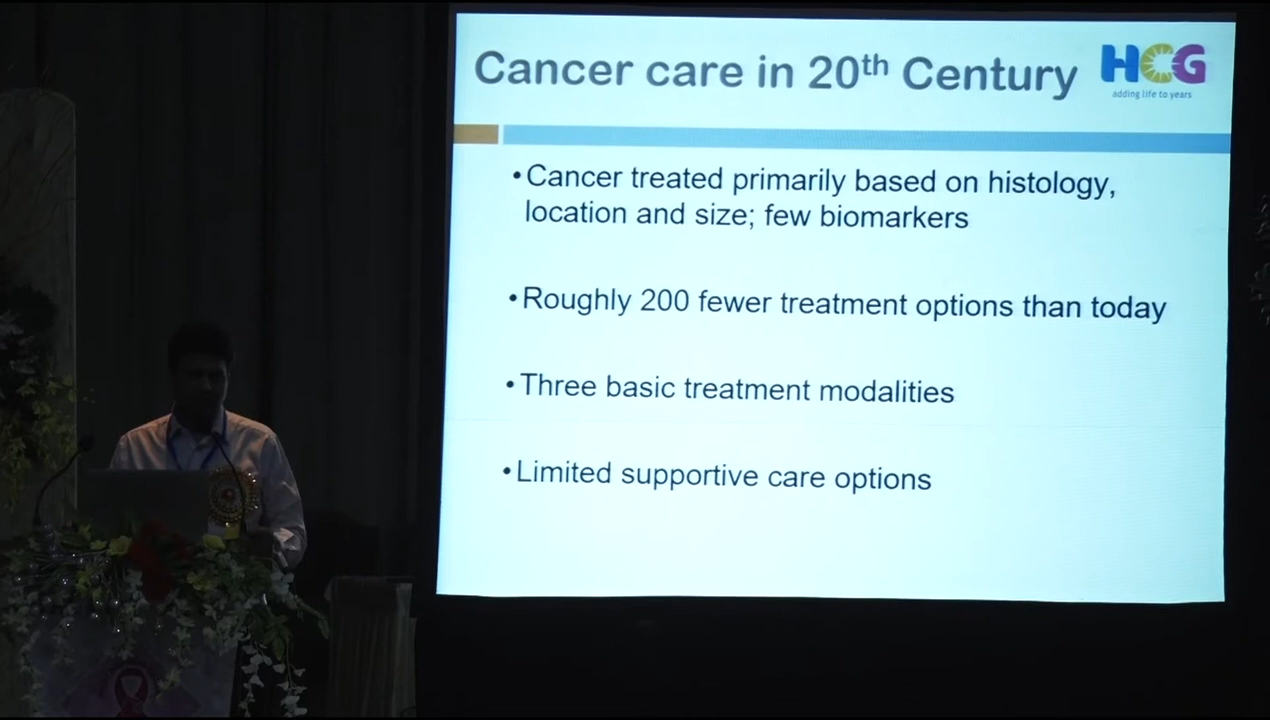 Cancer care in 20th Century
HCG
adding life to years
•Cancer treated primarily based on histology,
location and size; few biomarkers
•Roughly 200 fewer treatment options than today
•Three basic treatment modalities
•Limited supportive care options